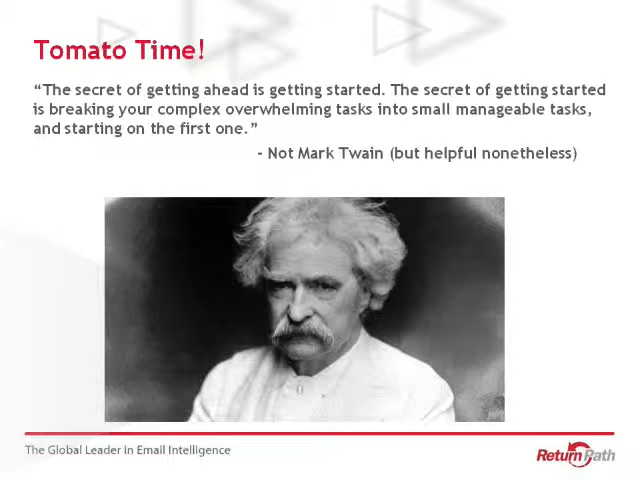 Tomato Time!
“The secret of getting ahead is getting started. The secret of getting started
is breaking your complex overwhelming tasks into small manageable tasks,
and starting on the first one.”
- Not Mark Twain (but helpful nonetheless)
The Global Leader in Email Intelligence
Return Path